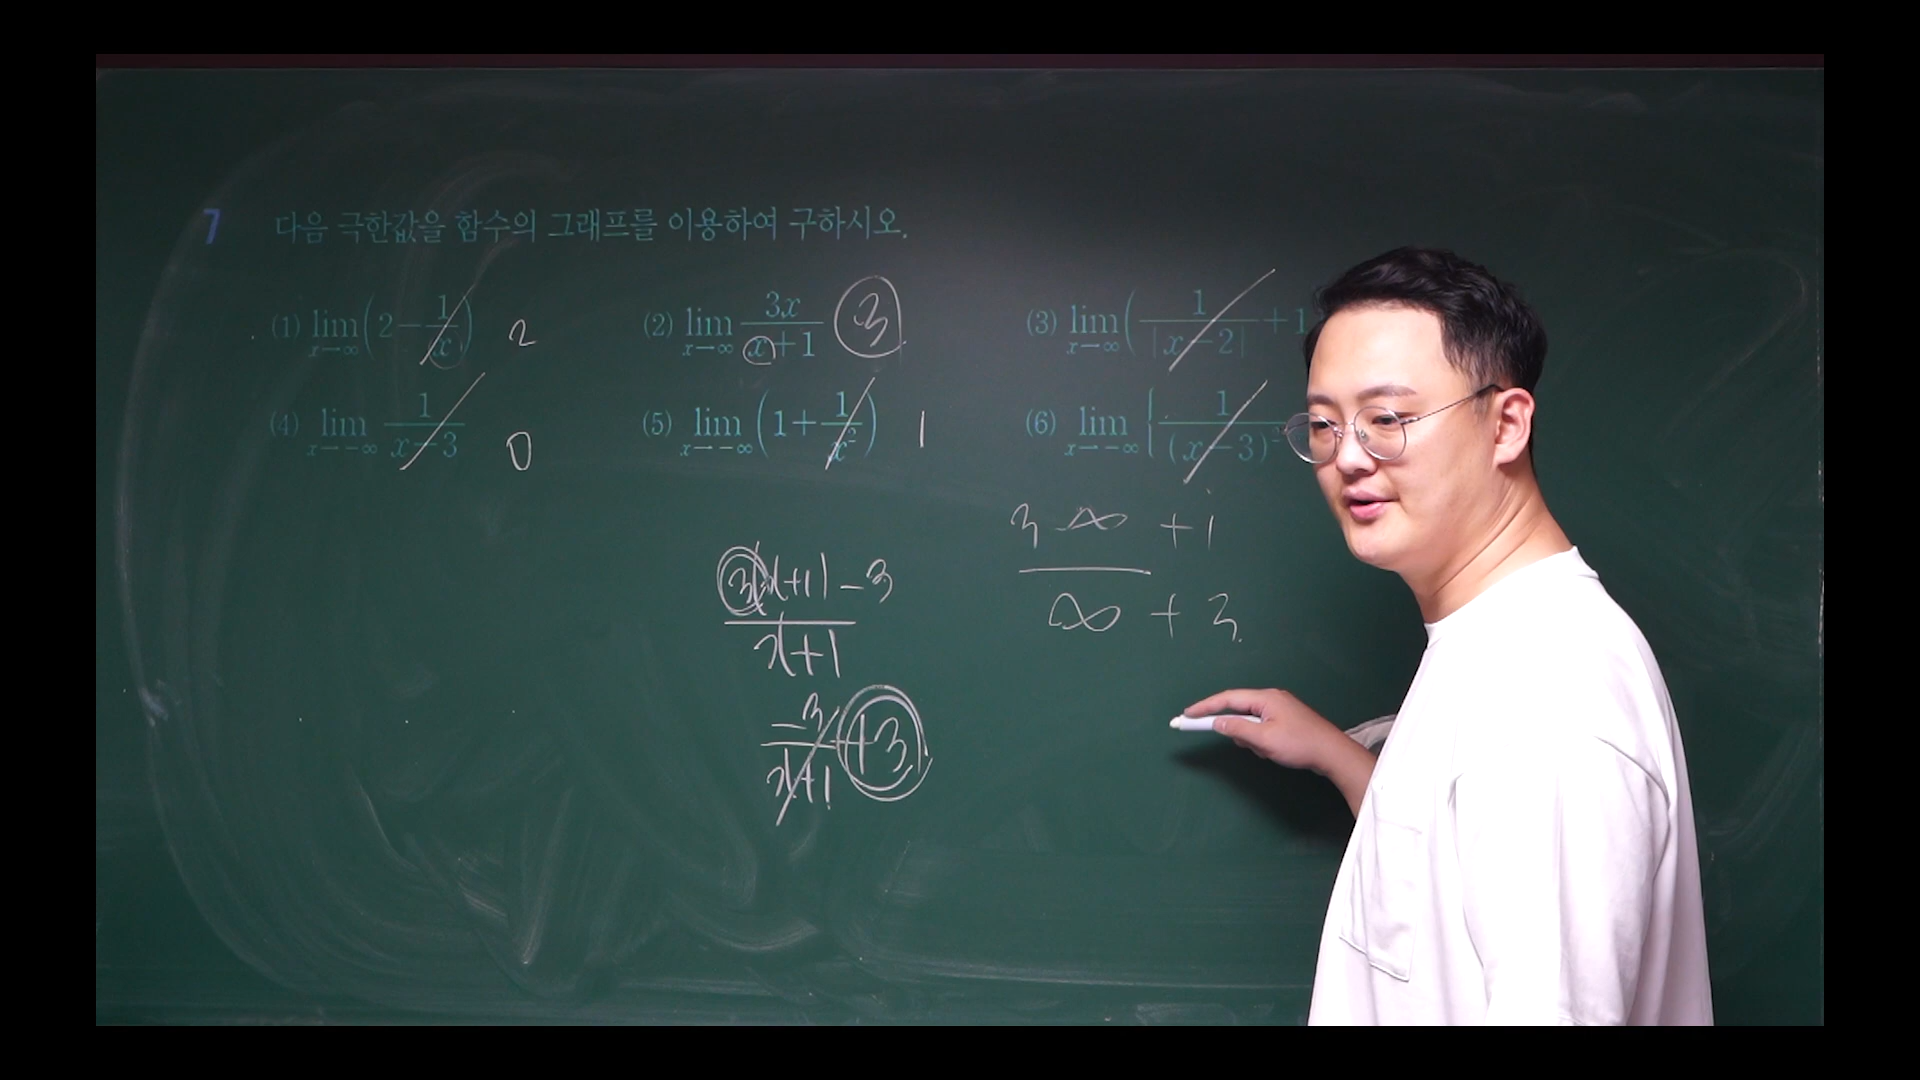 7 다음 극한값을 함수의 그래프를 이용하여 구하시오.
(1) lim x→∞ (2 - 1/x) 2
(2) lim x→∞ 3x/(x+1) 3
(3) lim x→∞ (1/|x-2| + 1
(4) lim x→-∞ 1/(x-3) 0
(5) lim x→-∞ (1 + 1/x²) 1
(6) lim x→-∞ {1/(x-3)²
3(x+1) - 3
x+1
-3/(x+1) + 3
3∞ + 1
∞ + 3